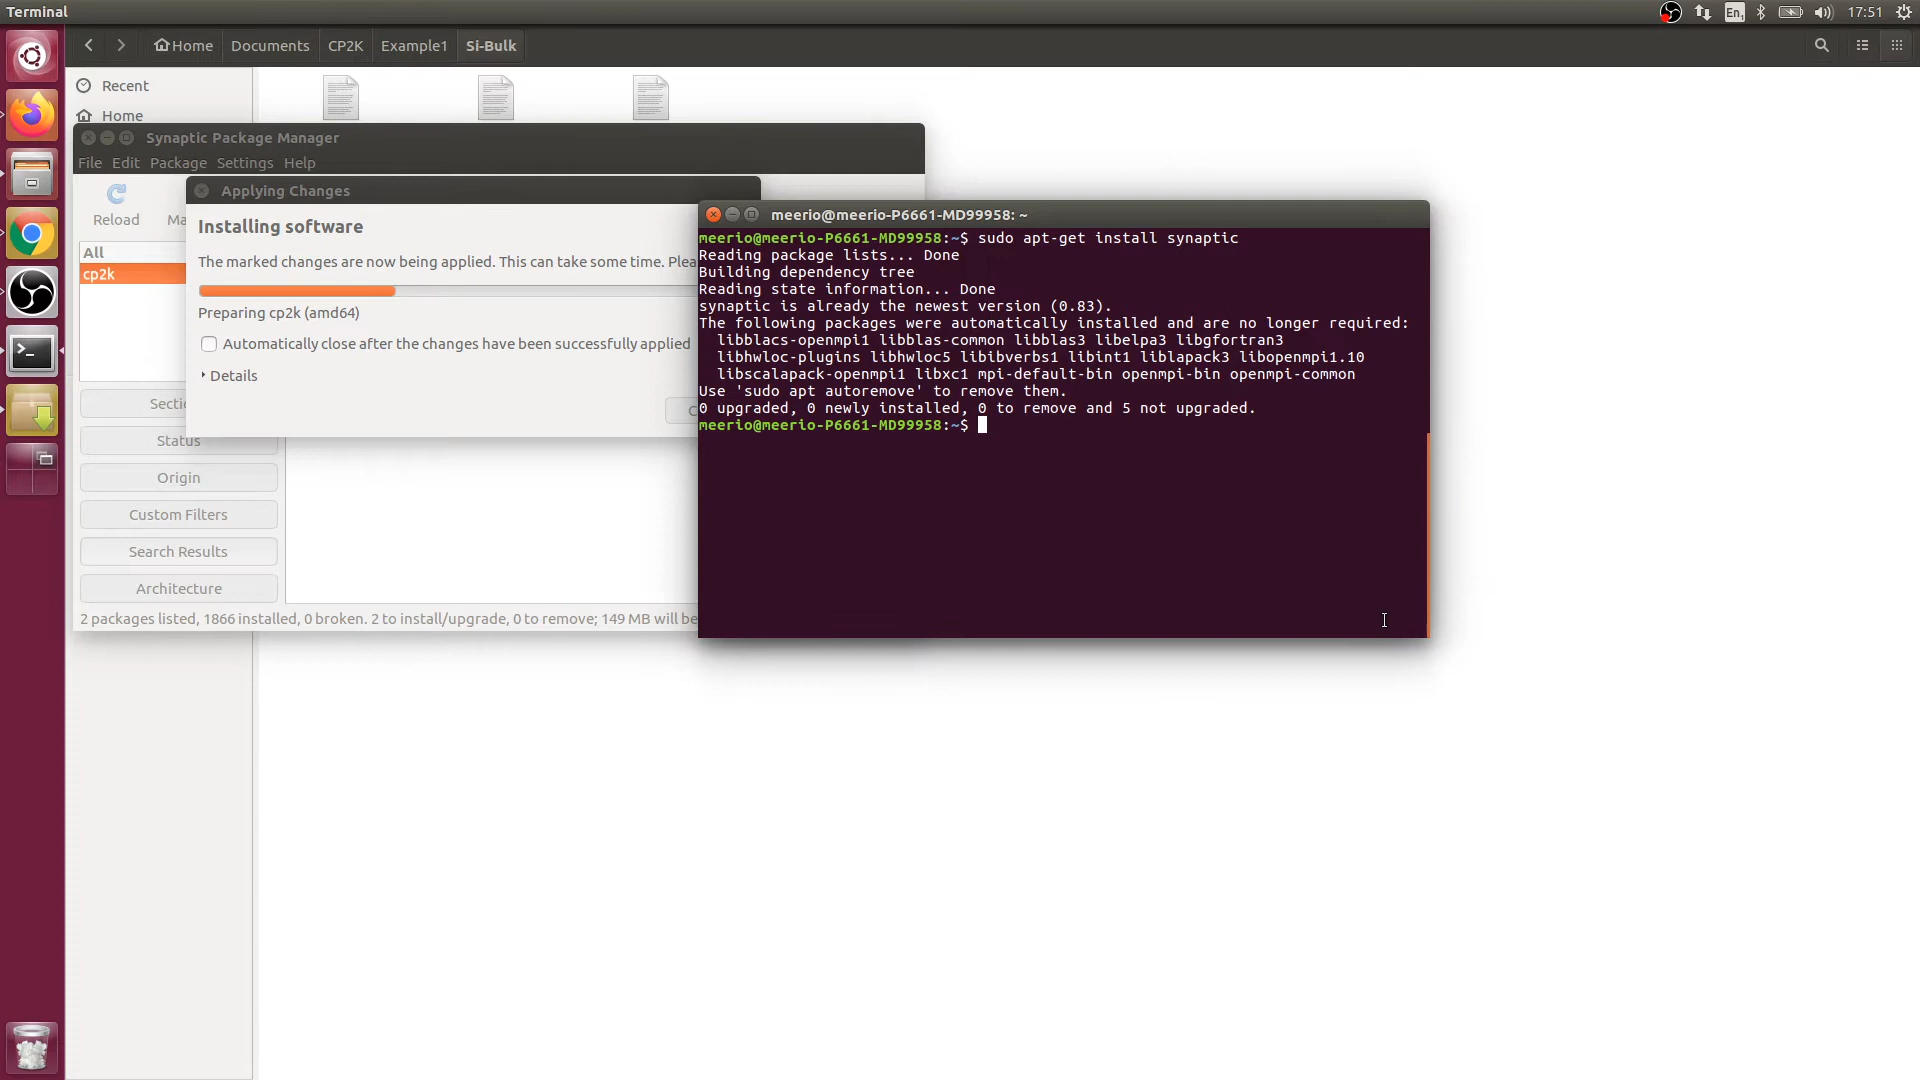 Terminal
En1
17:51
Home
Documents
CP2K
Example1
Si-Bulk
Recent
Home
Synaptic Package Manager
File Edit Package Settings Help
Reload
All
cp2k
Section
Status
Origin
Custom Filters
Search Results
Architecture
2 packages listed, 1866 installed, 0 broken. 2 to install/upgrade, 0 to remove; 149 MB will be
Applying Changes
Installing software
The marked changes are now being applied. This can take some time.
Preparing cp2k (amd64)
Automatically close after the changes have been successfully applied
Details
meerio@meerio-P6661-MD99958: ~
meerio@meerio-P6661-MD99958:~$ sudo apt-get install synaptic
Reading package lists... Done
Building dependency tree
Reading state information... Done
synaptic is already the newest version (0.83).
The following packages were automatically installed and are no longer required:
libblacs-openmpi1 libblas-common libblas3 libelpa3 libgfortran3
libhwloc-plugins libhwloc5 libibverbs1 libint1 liblapack3 libopenmpi1.10
libscalapack-openmpi1 libxc1 mpi-default-bin openmpi-bin openmpi-common
Use 'sudo apt autoremove' to remove them.
0 upgraded, 0 newly installed, 0 to remove and 5 not upgraded.
meerio@meerio-P6661-MD99958:~$